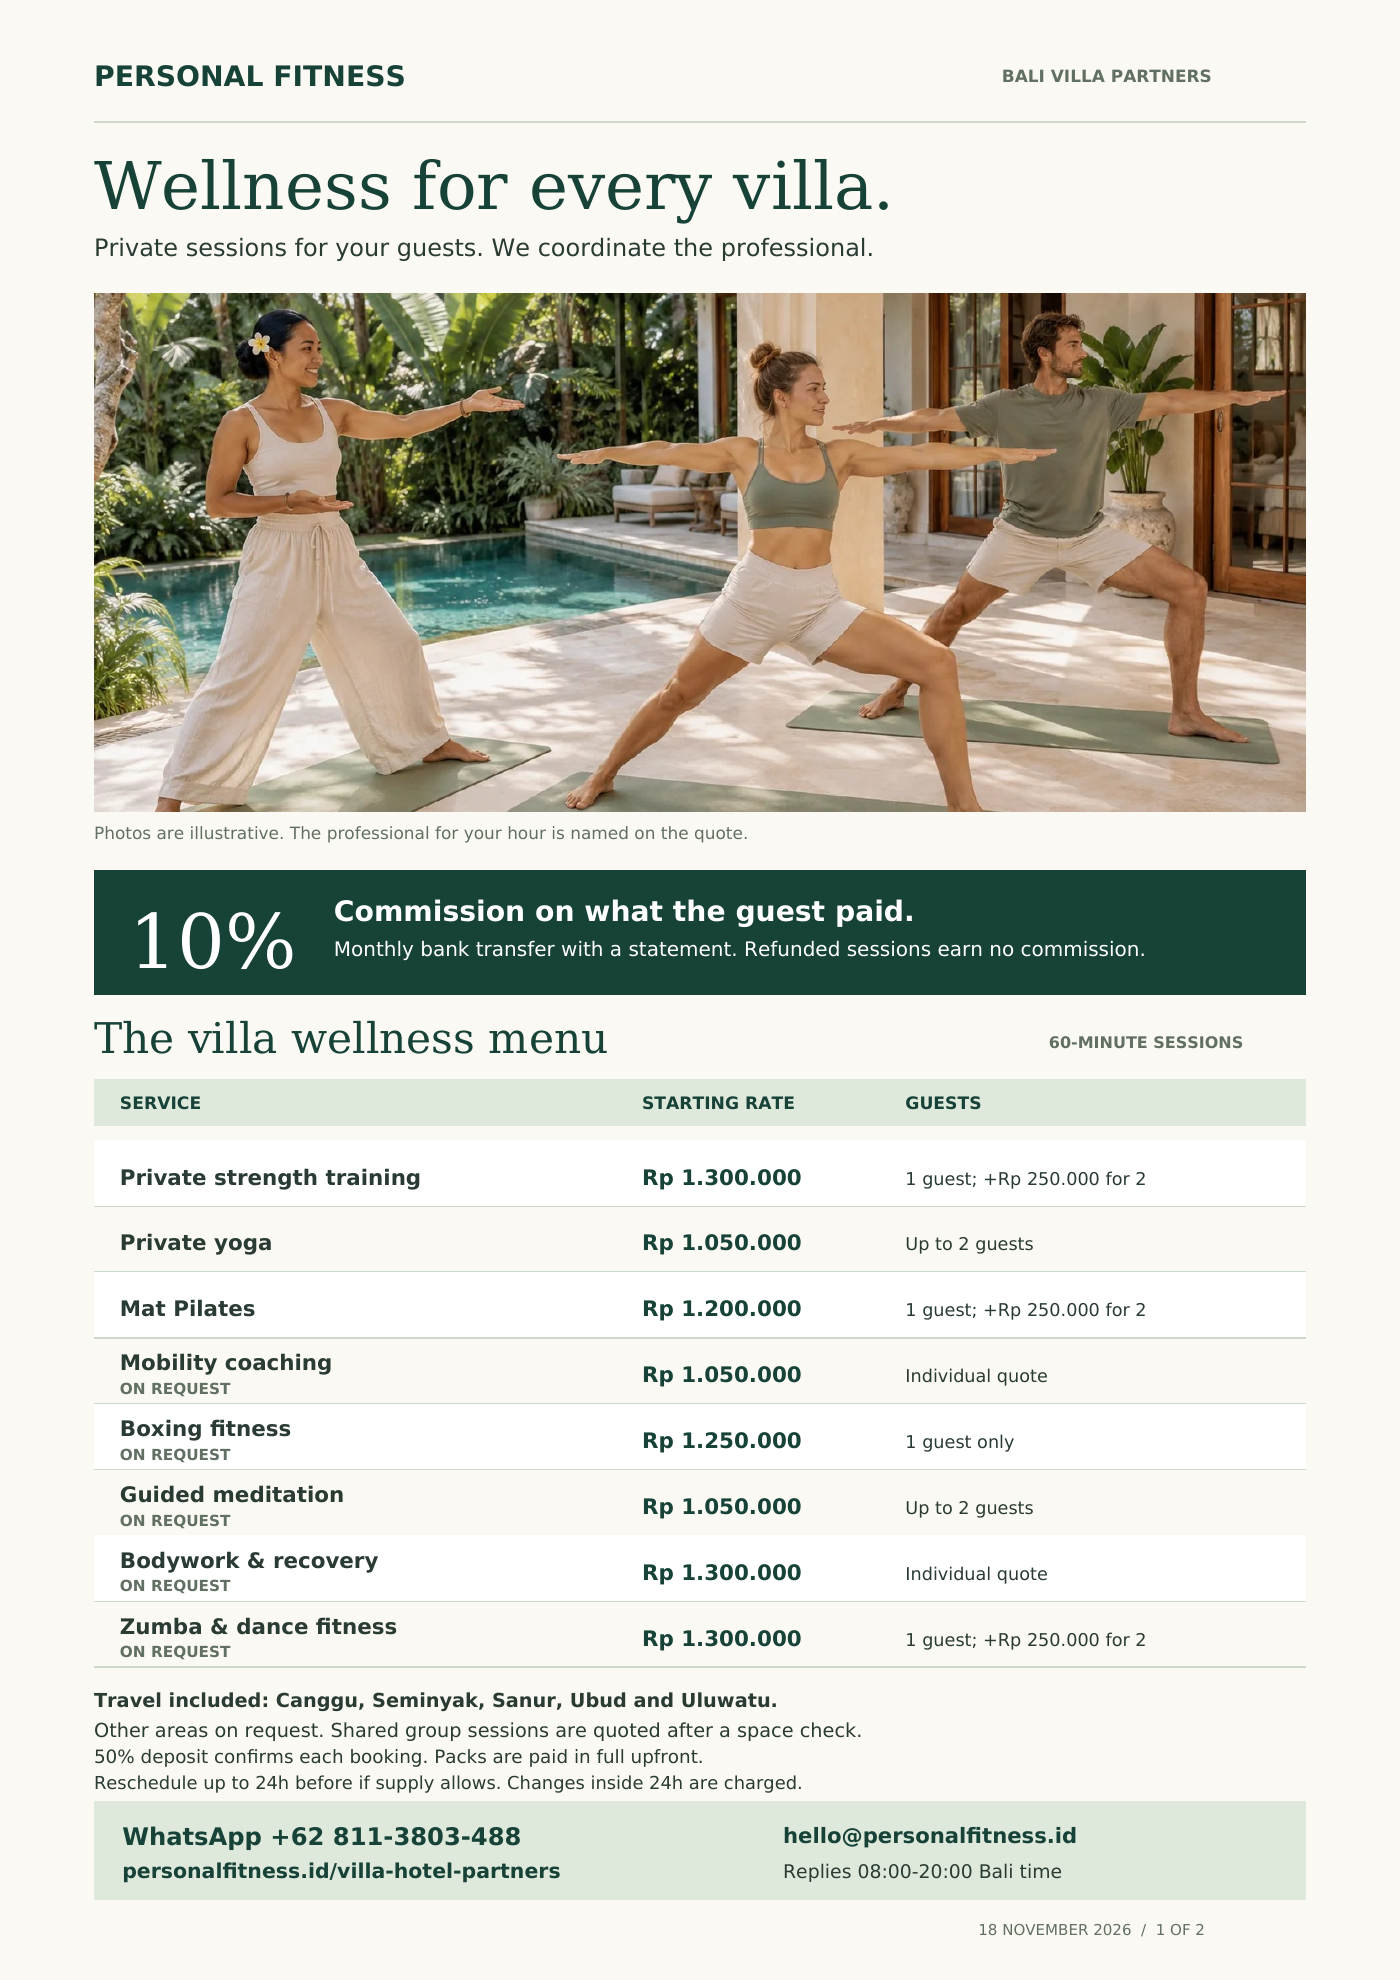 PERSONAL FITNESS
BALI VILLA PARTNERS
Wellness for every villa.
Private sessions for your guests. We coordinate the professional.
Photos are illustrative. The professional for your hour is named on the quote.
10%
Commission on what the guest paid.
Monthly bank transfer with a statement. Refunded sessions earn no commission.
The villa wellness menu
60-MINUTE SESSIONS
SERVICE STARTING RATE GUESTS
Private strength training Rp 1.300.000 1 guest; +Rp 250.000 for 2
Private yoga Rp 1.050.000 Up to 2 guests
Mat Pilates Rp 1.200.000 1 guest; +Rp 250.000 for 2
Mobility coaching
ON REQUEST
Rp 1.050.000 Individual quote
Boxing fitness
ON REQUEST
Rp 1.250.000 1 guest only
Guided meditation
ON REQUEST
Rp 1.050.000 Up to 2 guests
Bodywork & recovery
ON REQUEST
Rp 1.300.000 Individual quote
Zumba & dance fitness
ON REQUEST
Rp 1.300.000 1 guest; +Rp 250.000 for 2
Travel included: Canggu, Seminyak, Sanur, Ubud and Uluwatu.
Other areas on request. Shared group sessions are quoted after a space check.
50% deposit confirms each booking. Packs are paid in full upfront.
Reschedule up to 24h before if supply allows. Changes inside 24h are charged.
WhatsApp +62 811-3803-488
personalfitness.id/villa-hotel-partners
hello@personalfitness.id
Replies 08:00-20:00 Bali time
18 NOVEMBER 2026 / 1 OF 2